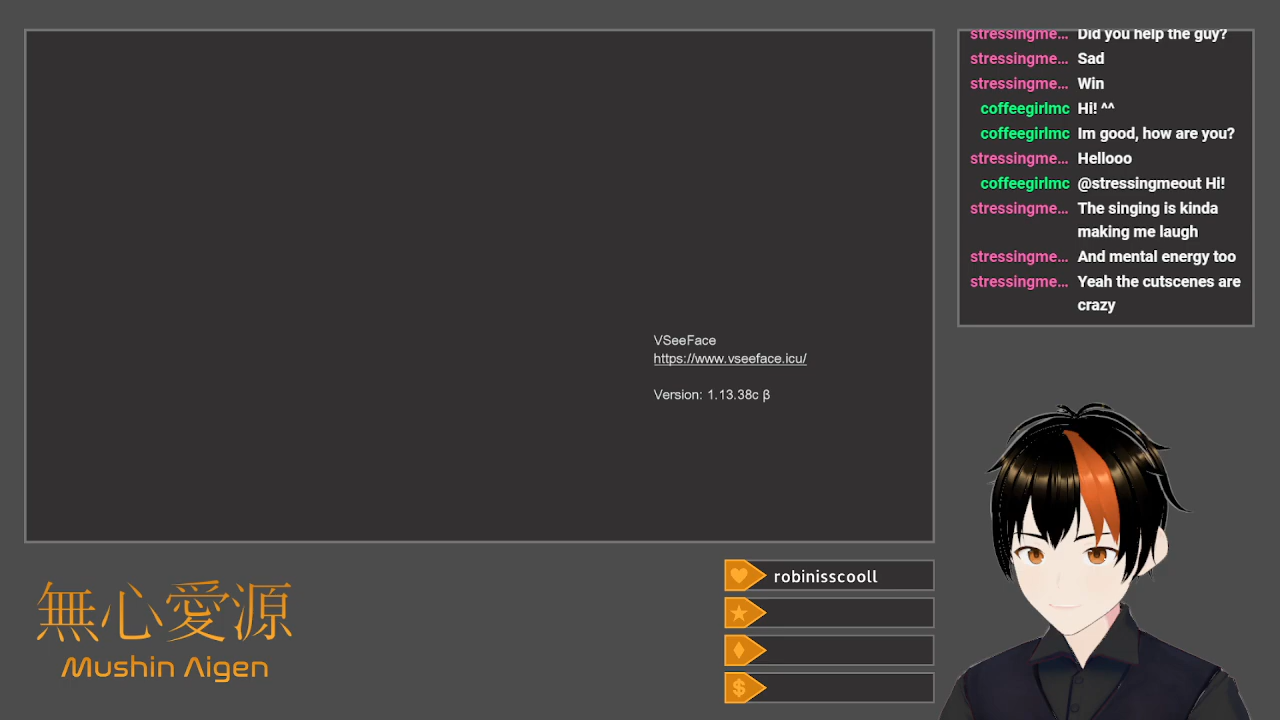 stressingme... Did you help the guy?
stressingme... Sad
stressingme... Win
coffeegirlmc Hi! ^^
coffeegirlmc Im good, how are you?
stressingme... Hellooo
coffeegirlmc @stressingmeout Hi!
stressingme... The singing is kinda
making me laugh
stressingme... And mental energy too
stressingme... Yeah the cutscenes are
crazy
VSeeFace
https://www.vseeface.icu/
Version: 1.13.38c β
robinisscooll
無心愛源
Mushin Aigen
$